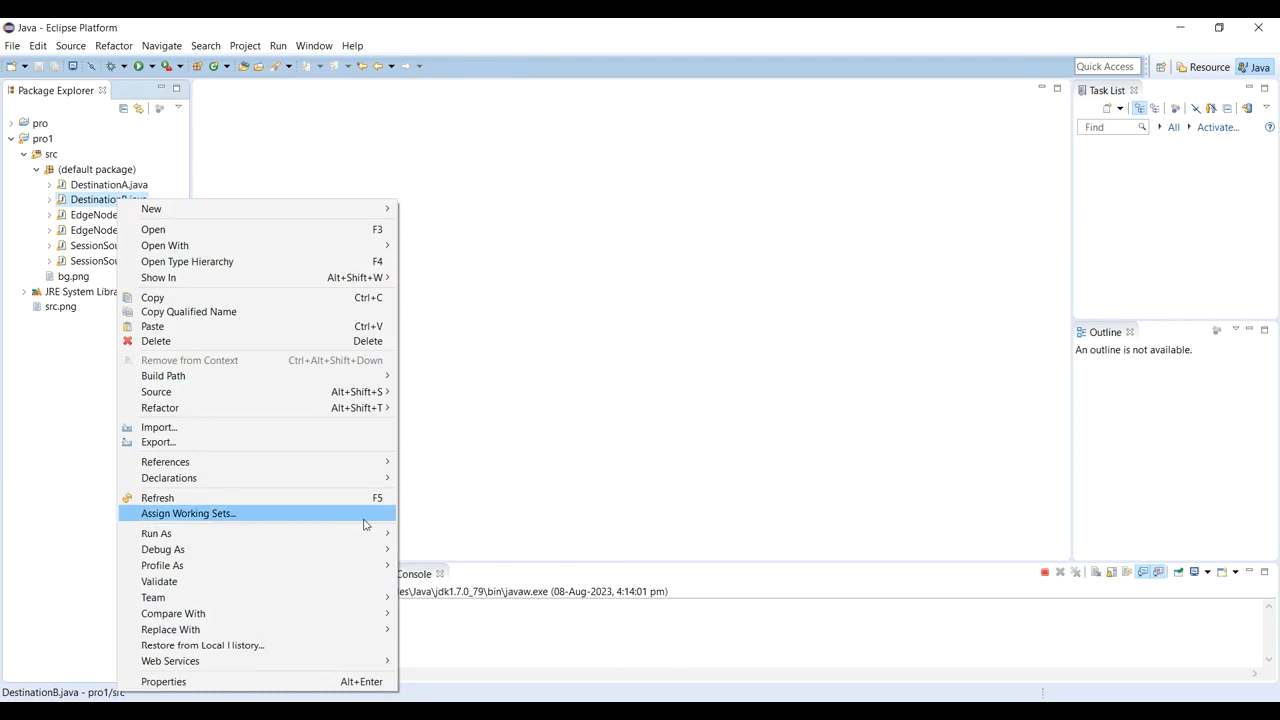 Java - Eclipse Platform
File Edit Source Refactor Navigate Search Project Run Window Help
Quick Access
Resource
Java
Package Explorer
pro
pro1
src
(default package)
DestinationA.java
DestinationB.java
EdgeNode
EdgeNode
SessionSou
SessionSou
bg.png
JRE System Libra
src.png
New
Open F3
Open With
Open Type Hierarchy F4
Show In Alt+Shift+W
Copy Ctrl+C
Copy Qualified Name
Paste Ctrl+V
Delete Delete
Remove from Context Ctrl+Alt+Shift+Down
Build Path
Source Alt+Shift+S
Refactor Alt+Shift+T
Import...
Export...
References
Declarations
Refresh F5
Assign Working Sets...
Run As
Debug As
Profile As
Validate
Team
Compare With
Replace With
Restore from Local History...
Web Services
Properties Alt+Enter
Console
es\Java\jdk1.7.0_79\bin\javaw.exe (08-Aug-2023, 4:14:01 pm)
Task List
Find
All
Activate...
Outline
An outline is not available.
DestinationB.java - pro1/src